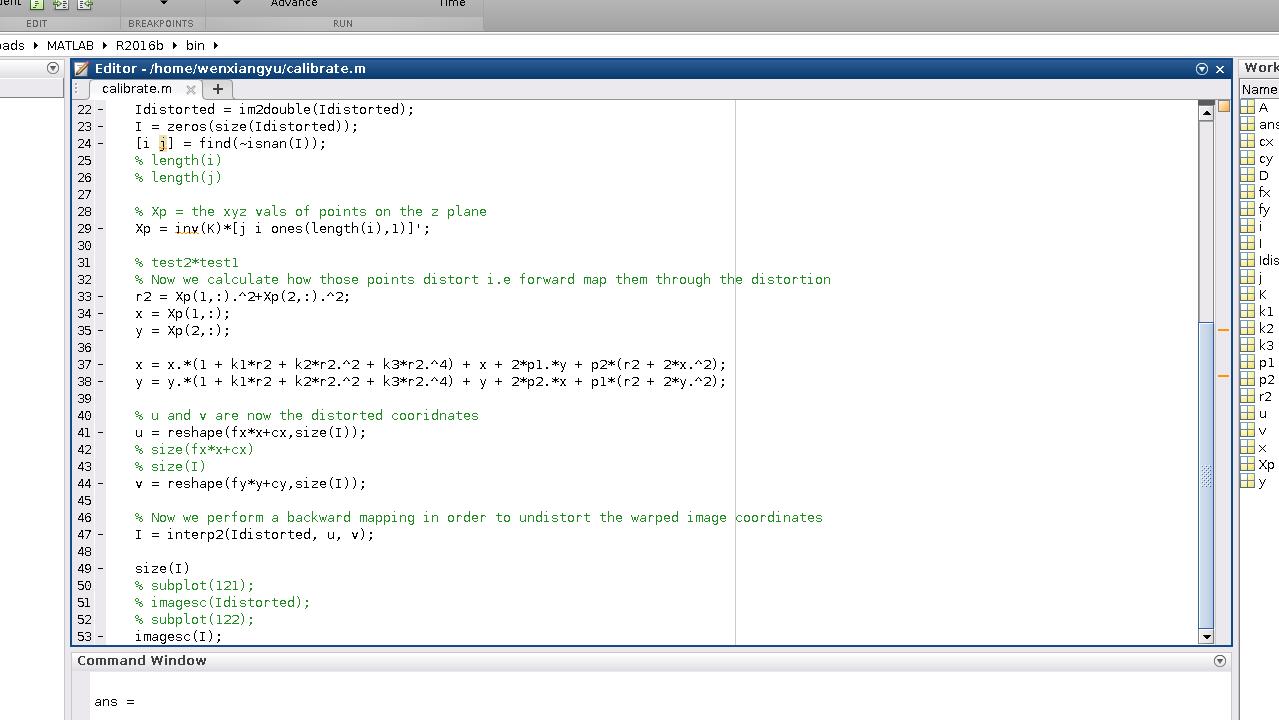 Advance
Time
EDIT
BREAKPOINTS
RUN
ads ▸ MATLAB ▸ R2016b ▸ bin ▸
Editor - /home/wenxiangyu/calibrate.m
calibrate.m
22 - Idistorted = im2double(Idistorted);
23 - I = zeros(size(Idistorted));
24 - [i j] = find(~isnan(I));
25 % length(i)
26 % length(j)
27
28 % Xp = the xyz vals of points on the z plane
29 - Xp = inv(K)*[j i ones(length(i),1)]';
30
31 % test2*test1
32 % Now we calculate how those points distort i.e forward map them through the distortion
33 - r2 = Xp(1,:).^2+Xp(2,:).^2;
34 - x = Xp(1,:);
35 - y = Xp(2,:);
36
37 - x = x.*(1 + k1*r2 + k2*r2.^2 + k3*r2.^4) + x + 2*p1.*y + p2*(r2 + 2*x.^2);
38 - y = y.*(1 + k1*r2 + k2*r2.^2 + k3*r2.^4) + y + 2*p2.*x + p1*(r2 + 2*y.^2);
39
40 % u and v are now the distorted cooridnates
41 - u = reshape(fx*x+cx,size(I));
42 % size(fx*x+cx)
43 % size(I)
44 - v = reshape(fy*y+cy,size(I));
45
46 % Now we perform a backward mapping in order to undistort the warped image coordinates
47 - I = interp2(Idistorted, u, v);
48
49 - size(I)
50 % subplot(121);
51 % imagesc(Idistorted);
52 % subplot(122);
53 - imagesc(I);
Command Window
ans =
Work
Name
A
ans
cx
cy
D
fx
fy
i
I
Idis
j
K
k1
k2
k3
p1
p2
r2
u
v
x
Xp
y